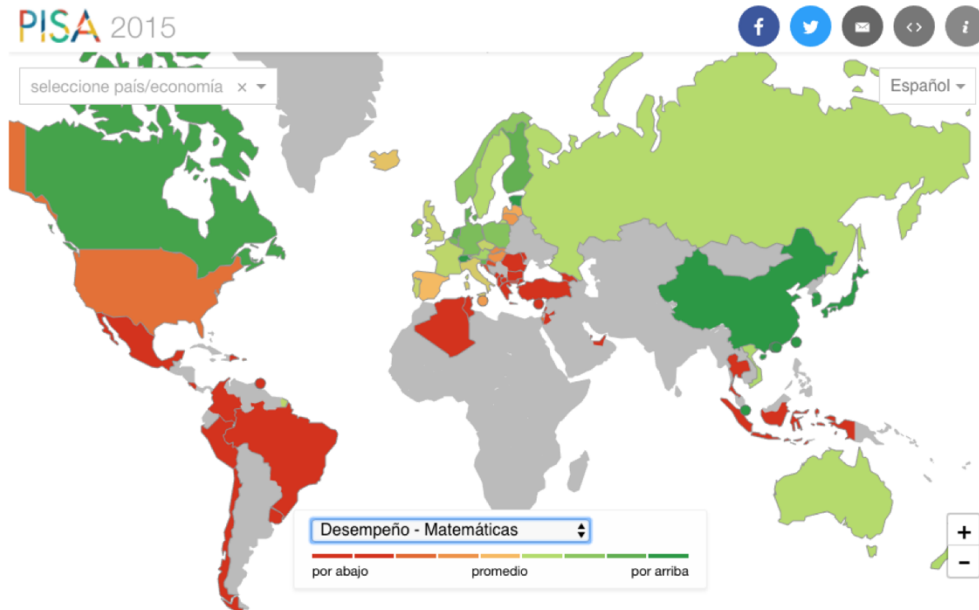 PISA 2015
seleccione país/economía × 
Español
Desempeño - Matemáticas
por abajo promedio por arriba
+
−